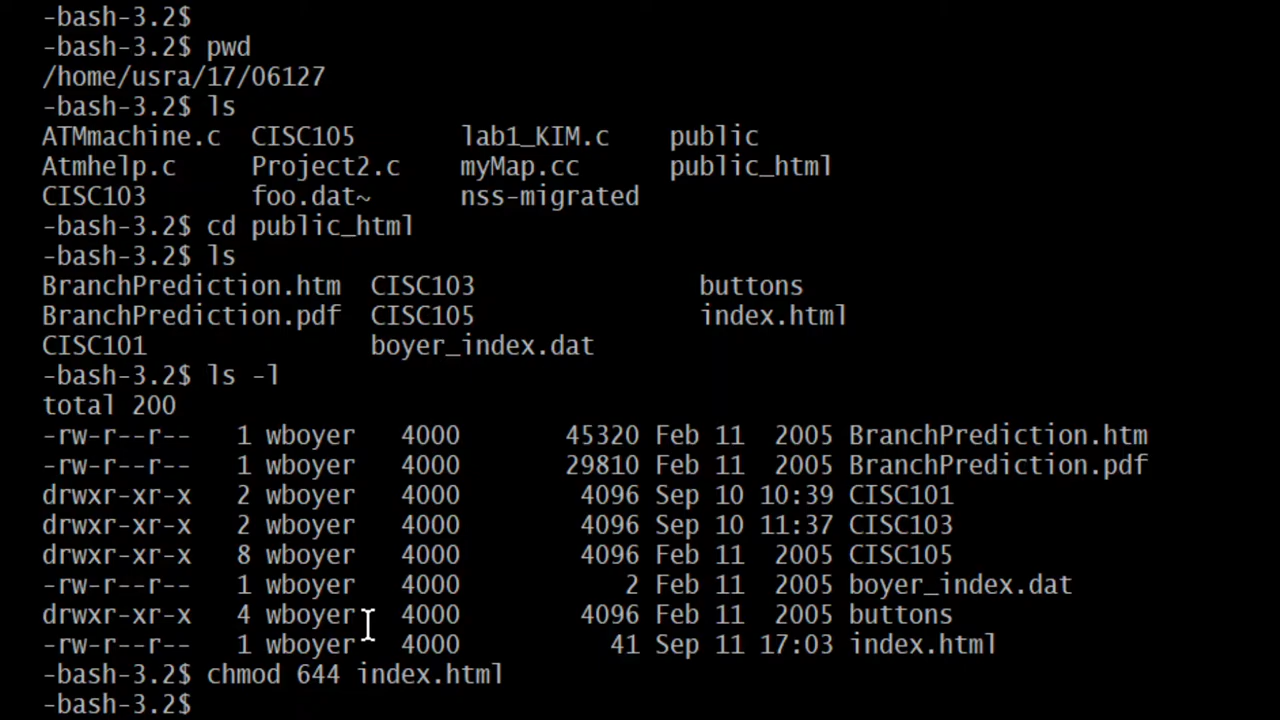 -bash-3.2$
-bash-3.2$ pwd
/home/usra/17/06127
-bash-3.2$ ls
ATMmachine.c  CISC105       lab1_KIM.c    public
Atmhelp.c     Project2.c    myMap.cc      public_html
CISC103       foo.dat~      nss-migrated
-bash-3.2$ cd public_html
-bash-3.2$ ls
BranchPrediction.htm  CISC103               buttons
BranchPrediction.pdf  CISC105               index.html
CISC101               boyer_index.dat
-bash-3.2$ ls -l
total 200
-rw-r--r--   1 wboyer   4000       45320 Feb 11  2005 BranchPrediction.htm
-rw-r--r--   1 wboyer   4000       29810 Feb 11  2005 BranchPrediction.pdf
drwxr-xr-x   2 wboyer   4000        4096 Sep 10 10:39 CISC101
drwxr-xr-x   2 wboyer   4000        4096 Sep 10 11:37 CISC103
drwxr-xr-x   8 wboyer   4000        4096 Feb 11  2005 CISC105
-rw-r--r--   1 wboyer   4000           2 Feb 11  2005 boyer_index.dat
drwxr-xr-x   4 wboyer   4000        4096 Feb 11  2005 buttons
-rw-r--r--   1 wboyer   4000          41 Sep 11 17:03 index.html
-bash-3.2$ chmod 644 index.html
-bash-3.2$